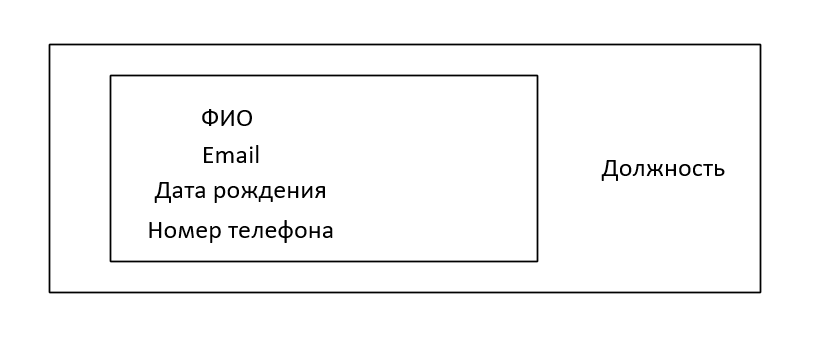 ФИО
Email
Дата рождения
Номер телефона
Должность